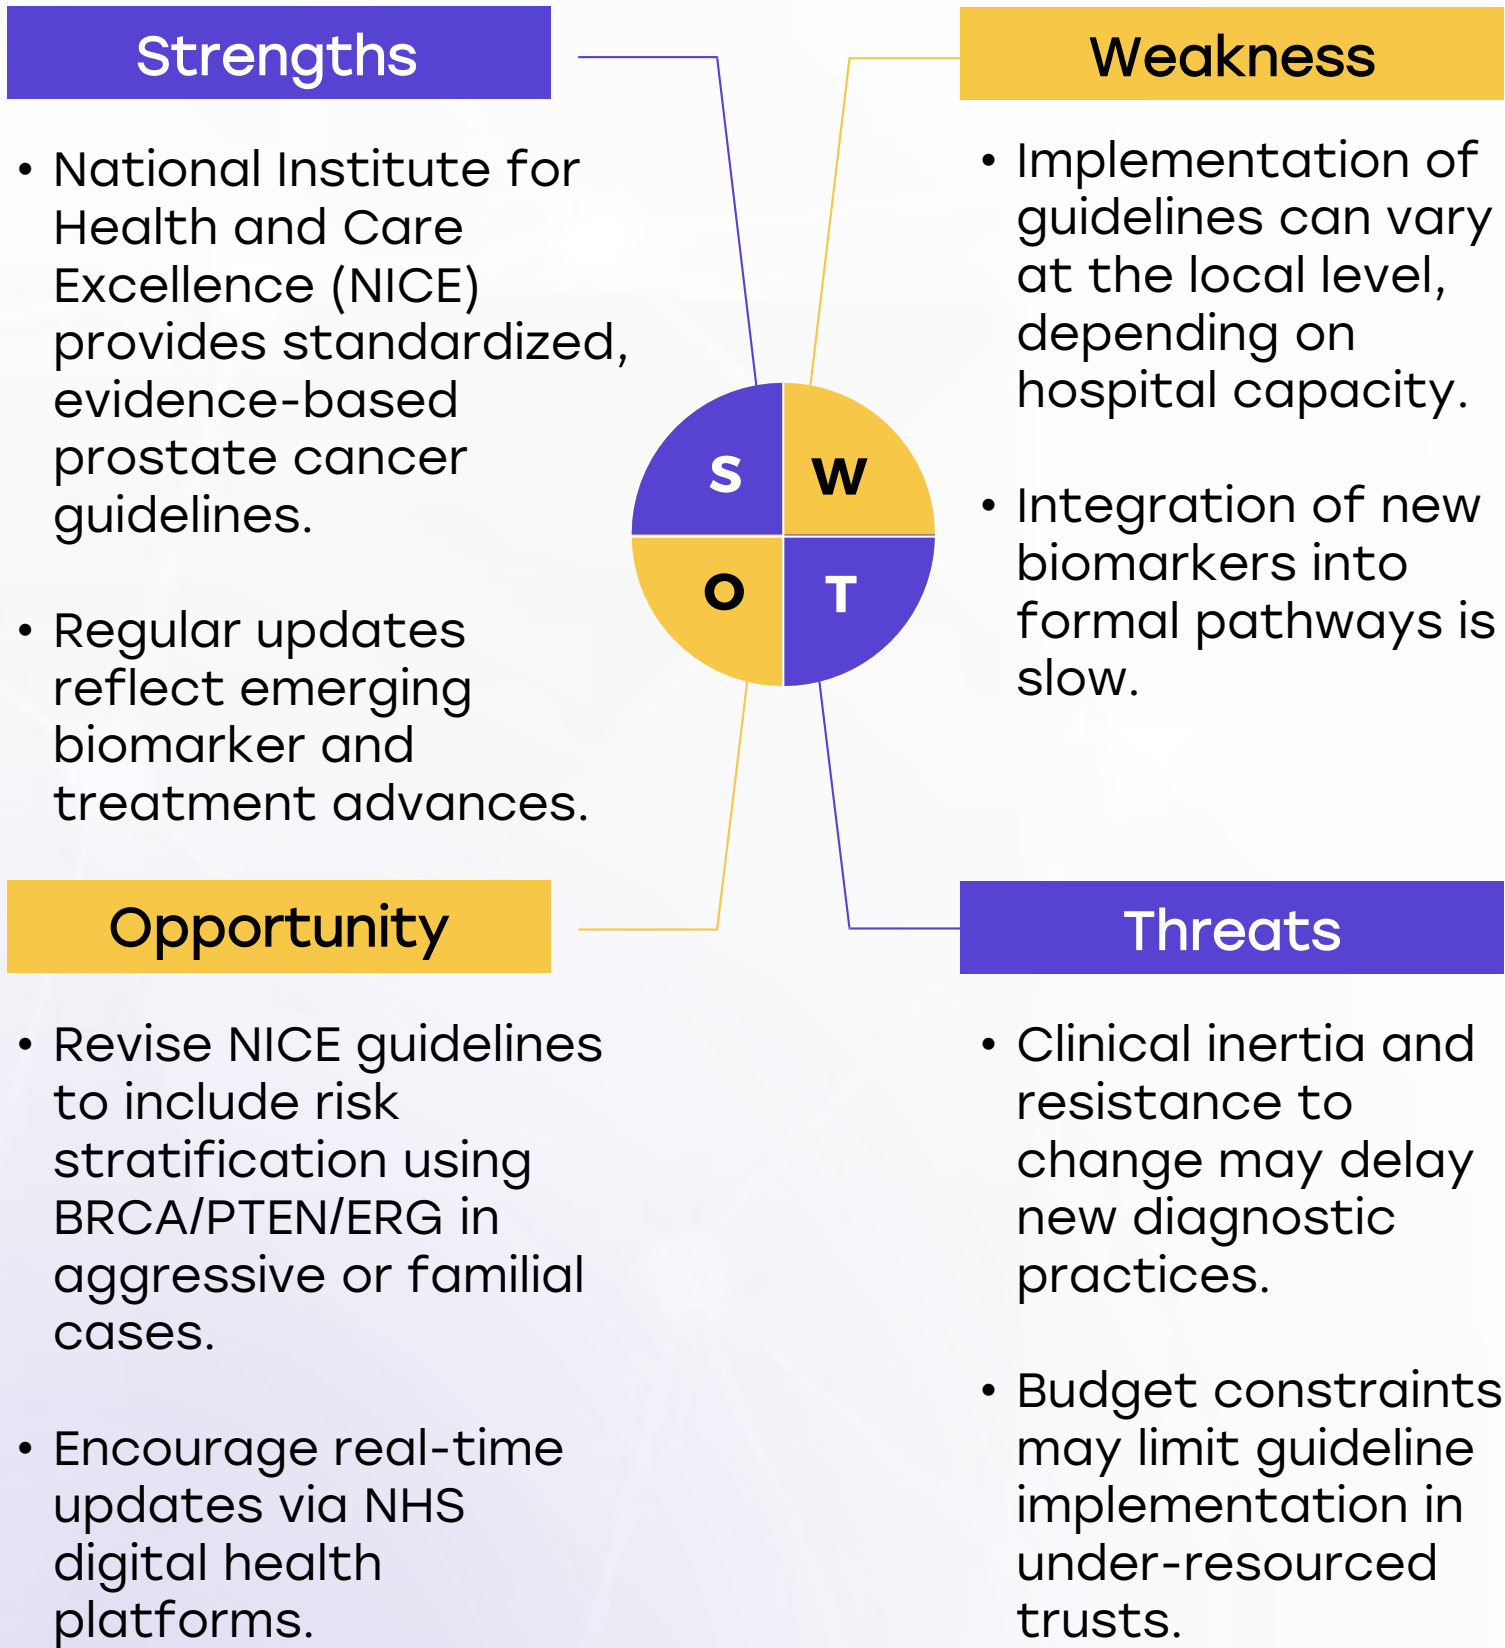 Strengths
• National Institute for
Health and Care
Excellence (NICE)
provides standardized,
evidence-based
prostate cancer
guidelines.
• Regular updates
reflect emerging
biomarker and
treatment advances.
Weakness
• Implementation of
guidelines can vary
at the local level,
depending on
hospital capacity.
• Integration of new
biomarkers into
formal pathways is
slow.
S
W
O
T
Opportunity
• Revise NICE guidelines
to include risk
stratification using
BRCA/PTEN/ERG in
aggressive or familial
cases.
• Encourage real-time
updates via NHS
digital health
platforms.
Threats
• Clinical inertia and
resistance to
change may delay
new diagnostic
practices.
• Budget constraints
may limit guideline
implementation in
under-resourced
trusts.